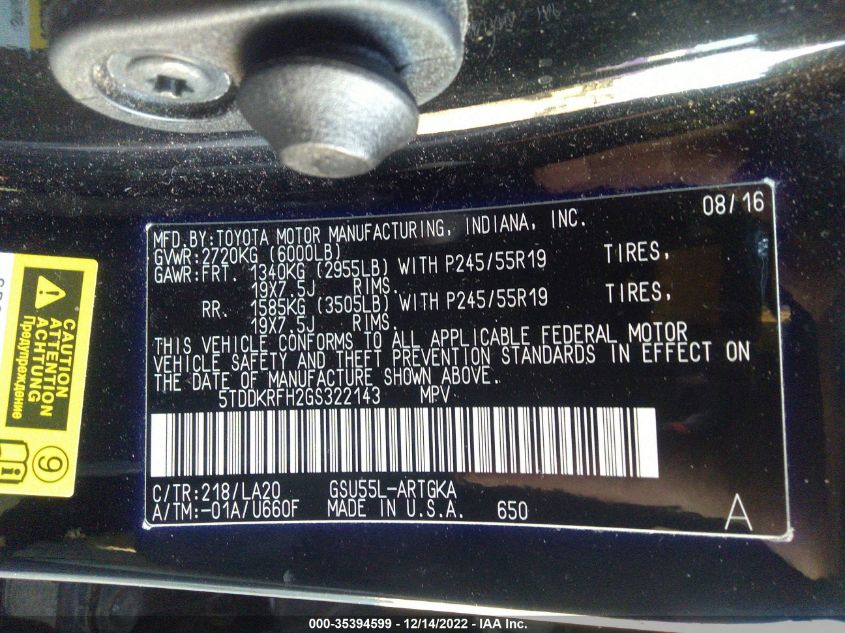 08/16
MFD.BY:TOYOTA MOTOR MANUFACTURING, INDIANA, INC.
GVWR:2720KG (6000LB)
GAWR:FRT. 1340KG (2955LB) WITH P245/55R19 TIRES,
19X7.5J RIMS.
RR. 1585KG (3505LB) WITH P245/55R19 TIRES,
19X7.5J RIMS.
THIS VEHICLE CONFORMS TO ALL APPLICABLE FEDERAL MOTOR
VEHICLE SAFETY AND THEFT PREVENTION STANDARDS IN EFFECT ON
THE DATE OF MANUFACTURE SHOWN ABOVE.
5TDDKRFH2GS322143 MPV
C/TR:218/LA20 GSU55L-ARTGKA
A/TM:-01A/U660F MADE IN U.S.A. 650
A
CAUTION
ATTENTION
ACHTUNG
Предупреждение
9
000-35394599 - 12/14/2022 - IAA Inc.